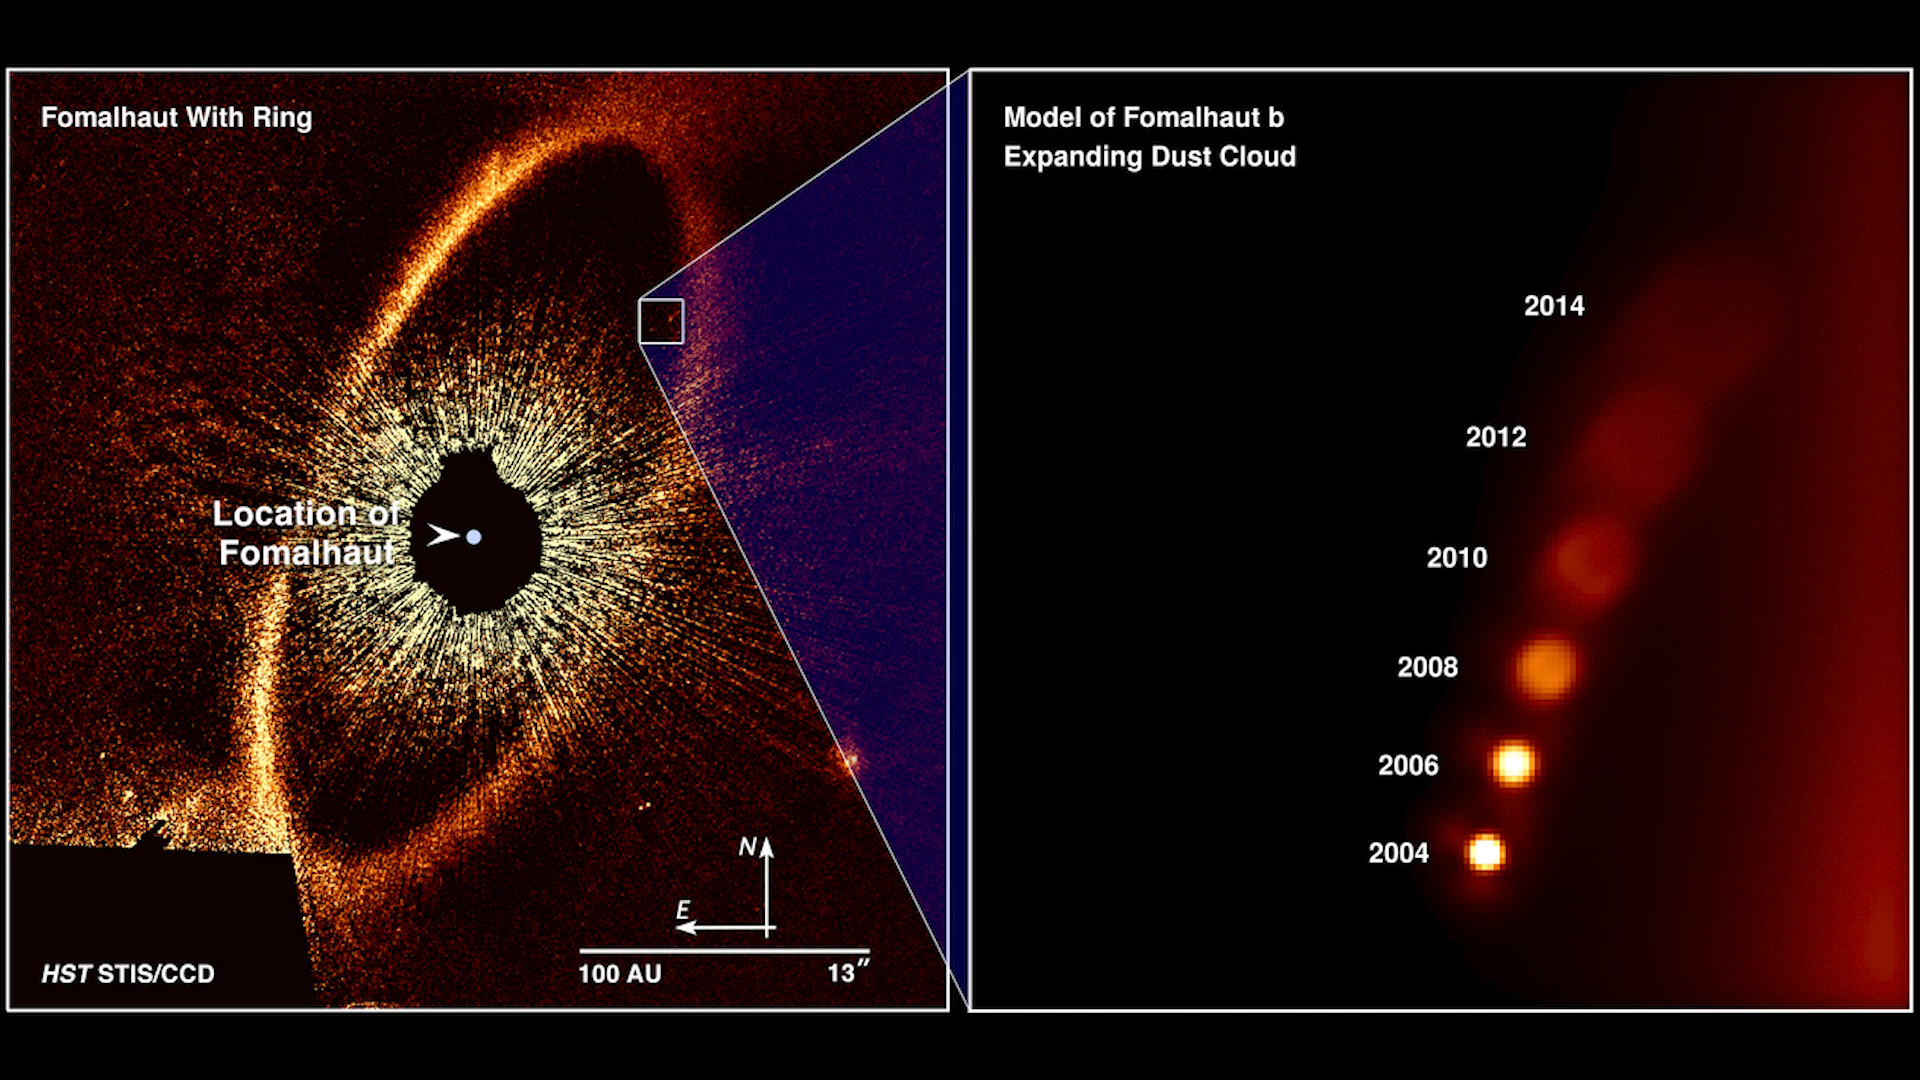 Fomalhaut With Ring
Location of
Fomalhaut
N
E
100 AU 13″
HST STIS/CCD
Model of Fomalhaut b
Expanding Dust Cloud
2014
2012
2010
2008
2006
2004